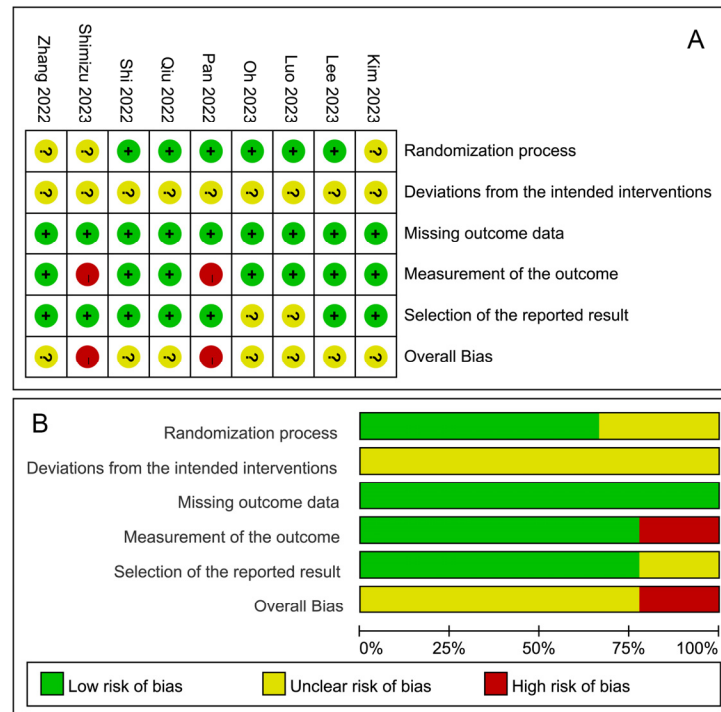 A
Zhang 2022
Shimizu 2023
Shi 2022
Qiu 2022
Pan 2022
Oh 2023
Luo 2023
Lee 2023
Kim 2023
? ? + + + + + + ? Randomization process
? ? ? ? ? ? ? ? ? Deviations from the intended interventions
+ + + + + + + + + Missing outcome data
+ − + + − + + + + Measurement of the outcome
+ + + + + ? ? + + Selection of the reported result
? − ? ? − ? ? ? ? Overall Bias
B
Randomization process
Deviations from the intended interventions
Missing outcome data
Measurement of the outcome
Selection of the reported result
Overall Bias
0% 25% 50% 75% 100%
Low risk of bias Unclear risk of bias High risk of bias